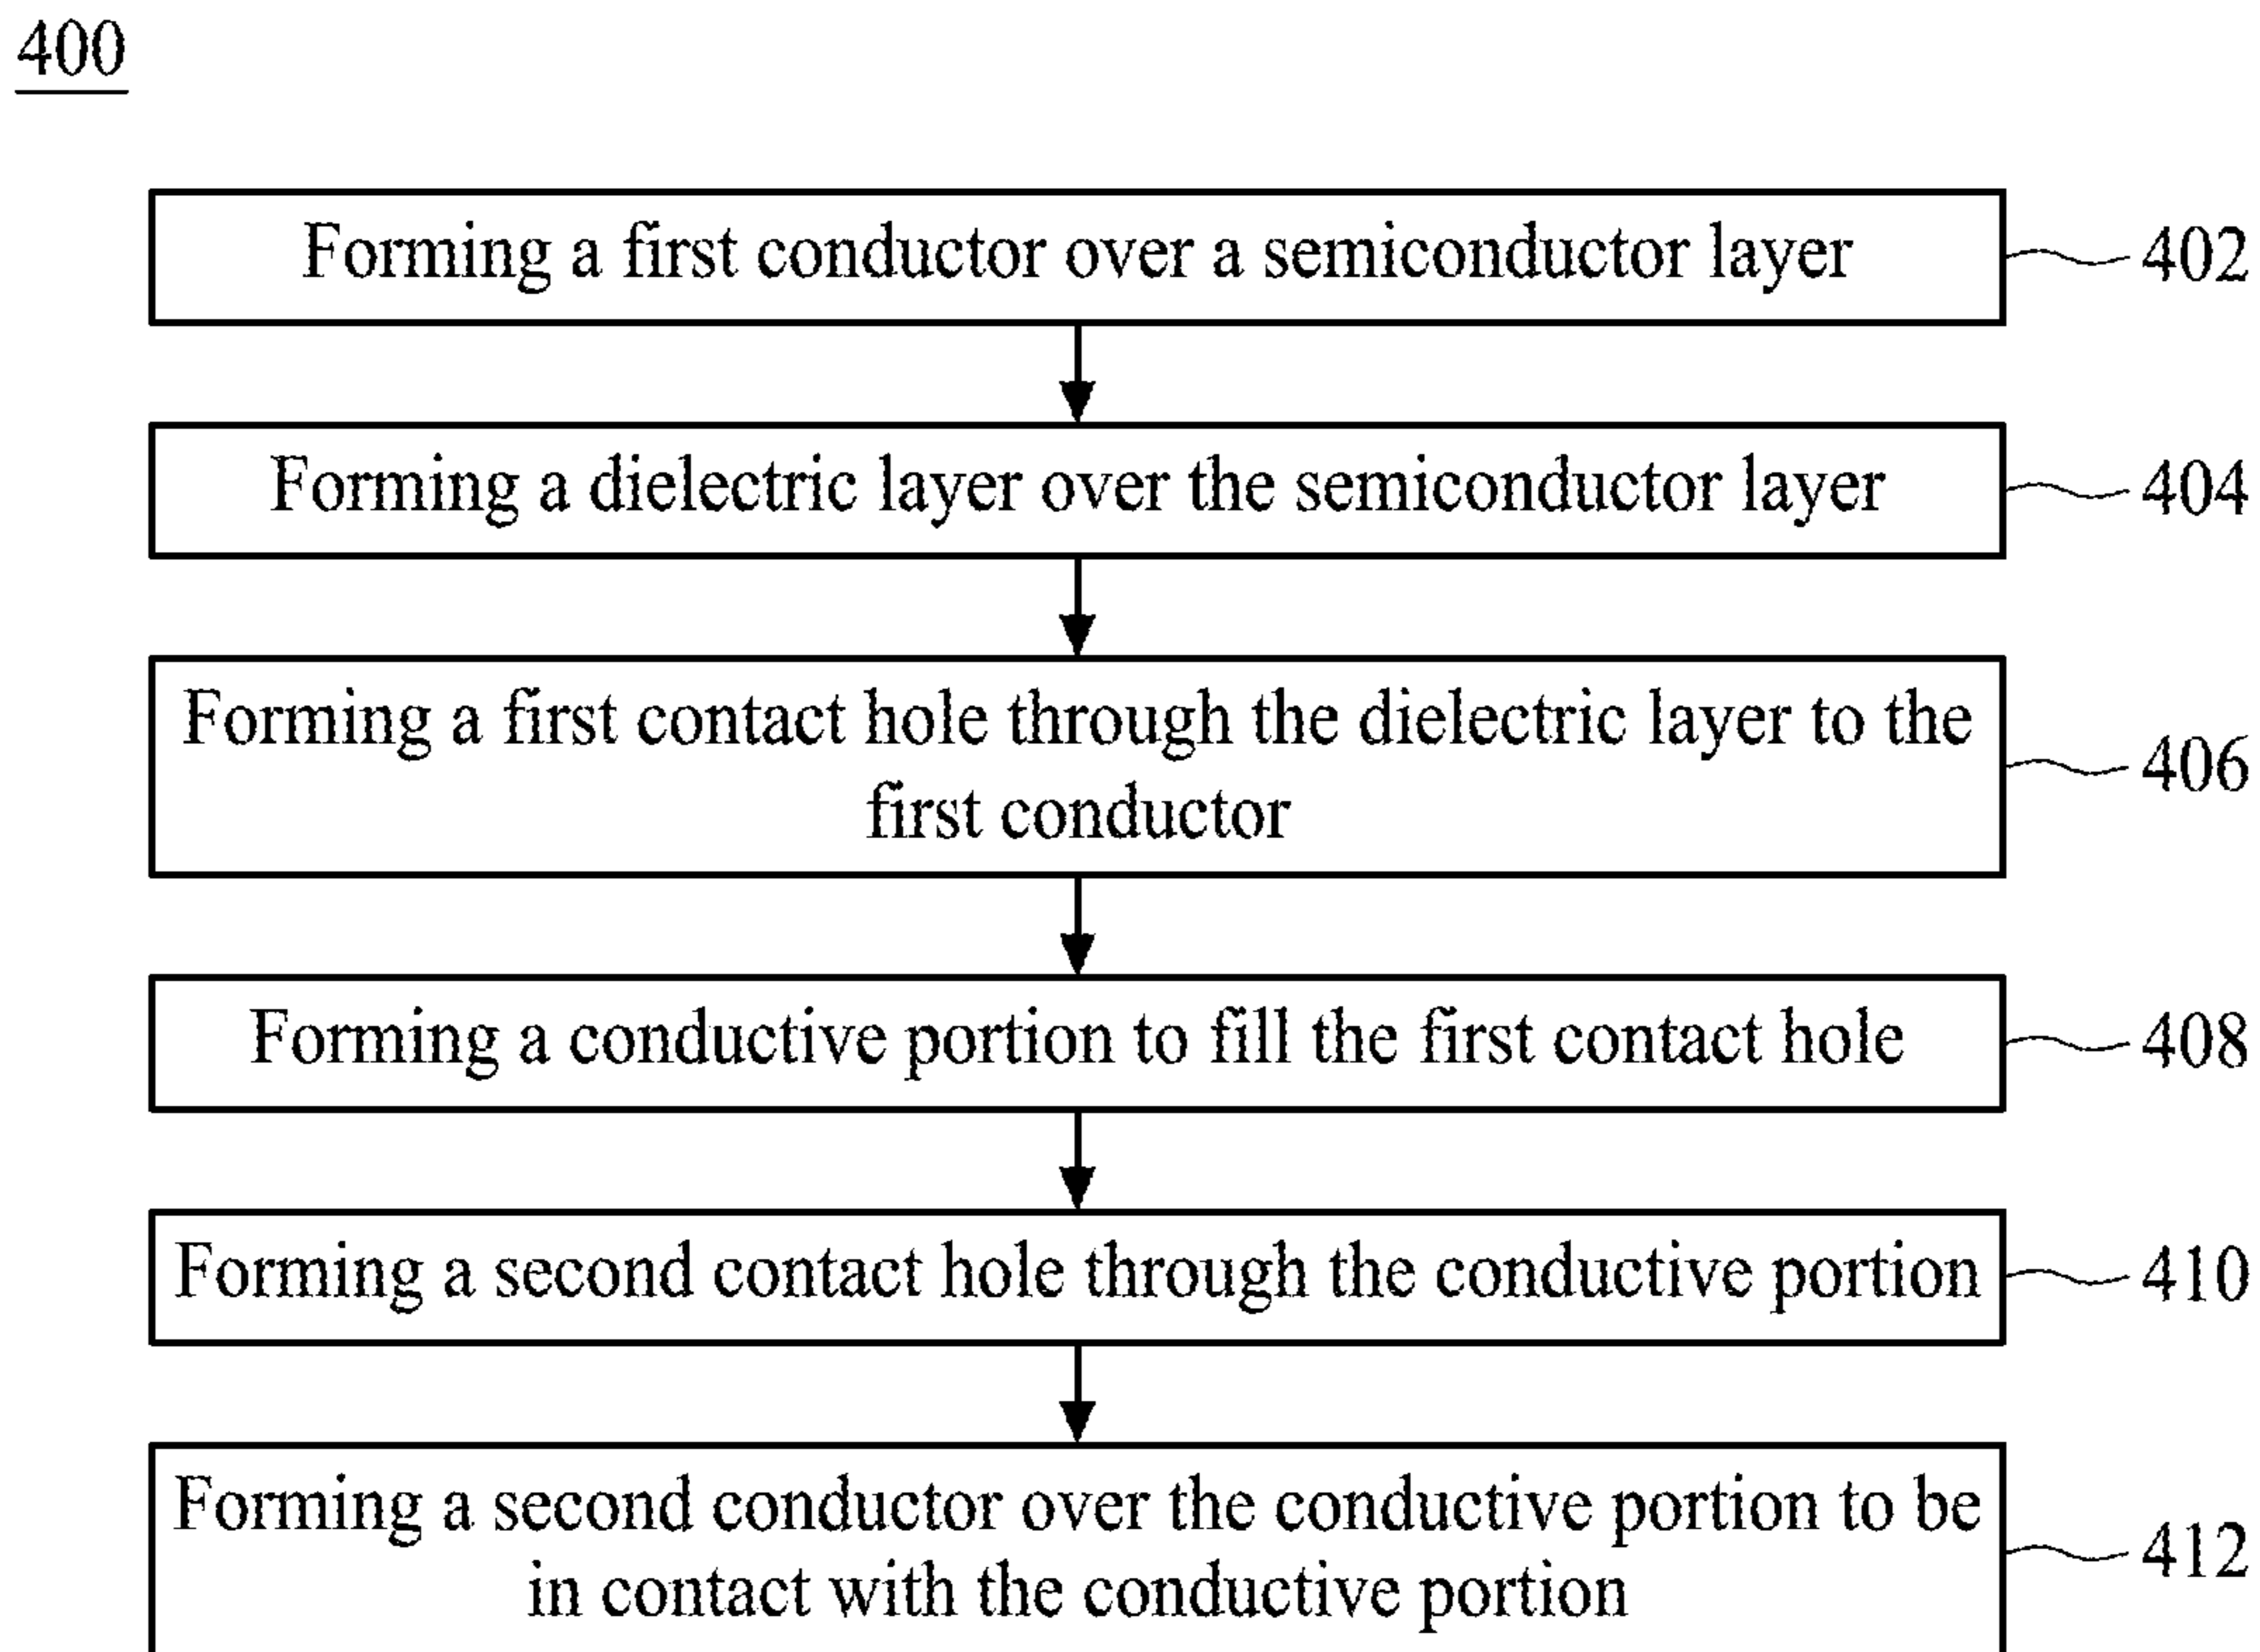 400
Forming a first conductor over a semiconductor layer
402
Forming a dielectric layer over the semiconductor layer
404
Forming a first contact hole through the dielectric layer to the
first conductor
406
Forming a conductive portion to fill the first contact hole
408
Forming a second contact hole through the conductive portion
410
Forming a second conductor over the conductive portion to be
in contact with the conductive portion
412